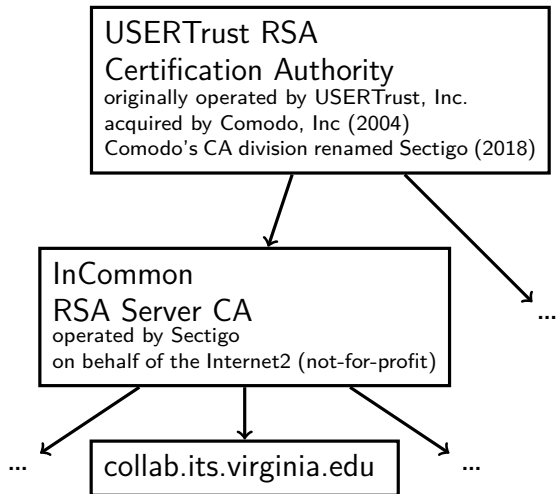 USERTrust RSA
Certification Authority
originally operated by USERTrust, Inc.
acquired by Comodo, Inc (2004)
Comodo's CA division renamed Sectigo (2018)
InCommon
RSA Server CA
operated by Sectigo
on behalf of the Internet2 (not-for-profit)
...
...
collab.its.virginia.edu
...